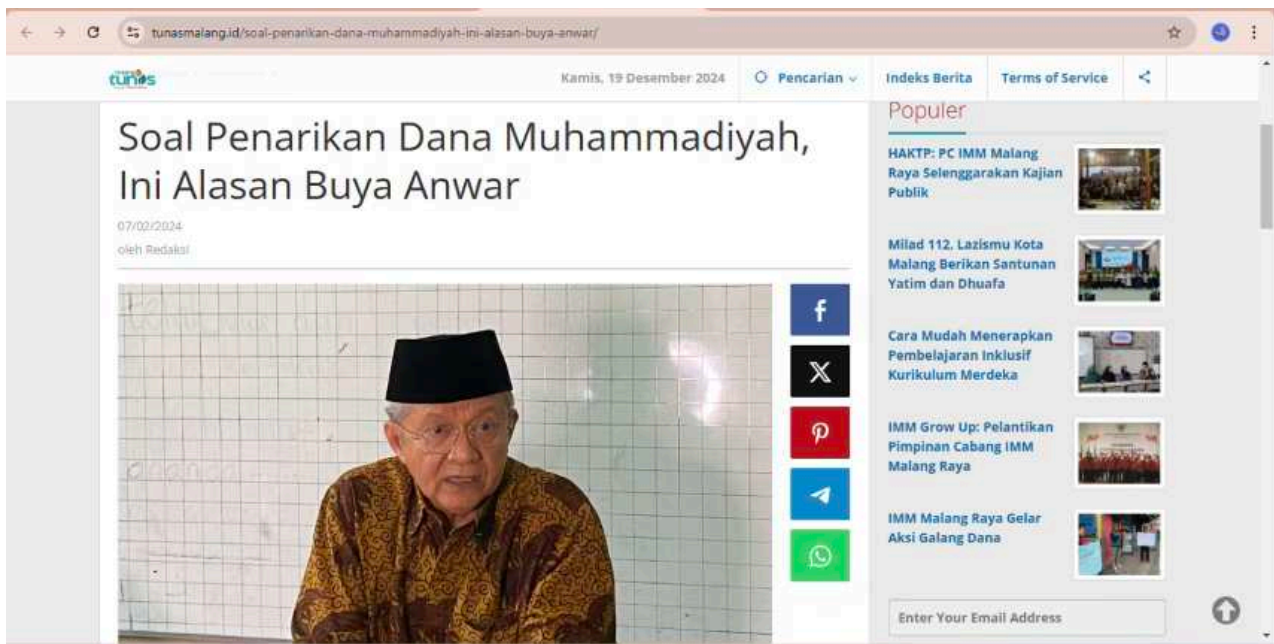 tunasmalang.id/soal-penarikan-dana-muhammadiyah-ini-alasan-buya-anwar/
tunas
Kamis, 19 Desember 2024
Pencarian
Indeks Berita
Terms of Service
Soal Penarikan Dana Muhammadiyah,
Ini Alasan Buya Anwar
07/02/2024
oleh Redaksi
Populer
HAKTP: PC IMM Malang
Raya Selenggarakan Kajian
Publik
Milad 112, Lazismu Kota
Malang Berikan Santunan
Yatim dan Dhuafa
Cara Mudah Menerapkan
Pembelajaran Inklusif
Kurikulum Merdeka
IMM Grow Up: Pelantikan
Pimpinan Cabang IMM
Malang Raya
IMM Malang Raya Gelar
Aksi Galang Dana
Enter Your Email Address